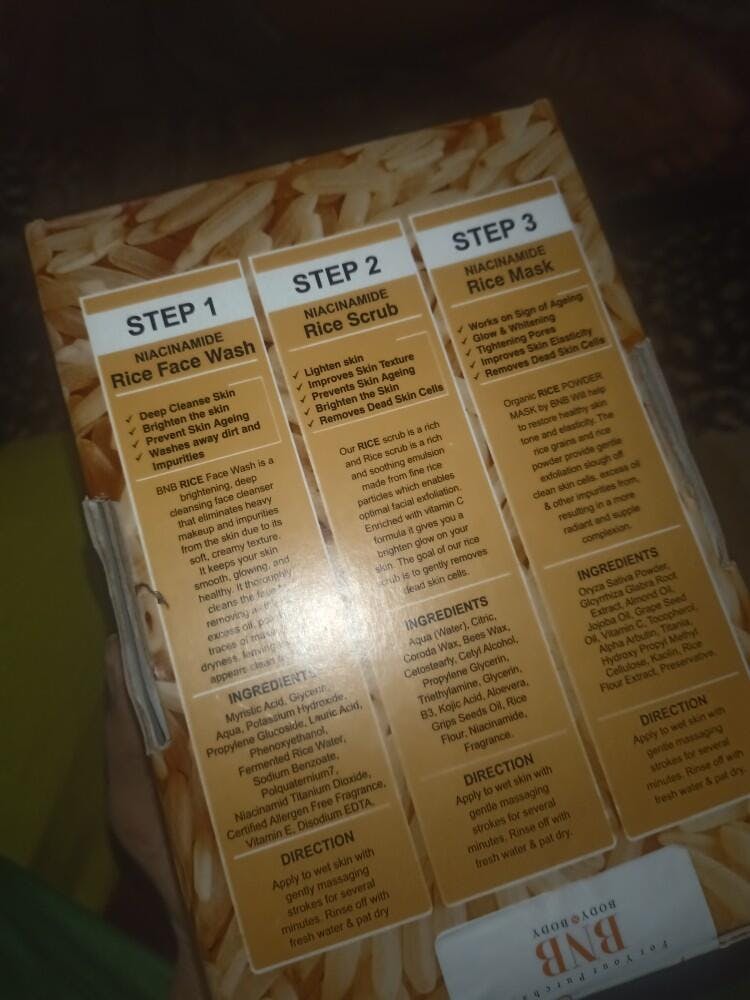 STEP 1
NIACINAMIDE
Rice Face Wash
✓ Deep Cleanse Skin
✓ Brighten the skin
✓ Prevent Skin Ageing
✓ Washes away dirt and
Impurities
BNB RICE Face Wash is a
brightening, deep
cleansing face cleanser
that eliminates heavy
makeup and impurities
from the skin due to its
soft, creamy texture.
It keeps your skin
smooth, glowing, and
healthy. It thoroughly
cleans the face
removing
excess oil,
traces of
dryness,
appears clean
INGREDIENTS
Myristic Acid, Glycerin,
Aqua, Potassium Hydroxide,
Propylene Glucoside, Lauric Acid,
Phenoxyethanol,
Fermented Rice Water,
Sodium Benzoate,
Polquaternium7,
Niacinamid Titanium Dioxide,
Certified Allergen Free Fragrance,
Vitamin E, Disodium EDTA.
DIRECTION
Apply to wet skin with
gently massaging
strokes for several
minutes. Rinse off with
fresh water & pat dry
STEP 2
NIACINAMIDE
Rice Scrub
✓ Lighten skin
✓ Improves Skin Texture
✓ Prevents Skin Ageing
✓ Brighten the Skin
✓ Removes Dead Skin Cells
Our RICE scrub is a rich
and Rice scrub is a rich
and soothing emulsion
made from fine rice
particles which enables
optimal facial exfoliation.
Enriched with vitamin C
formula it gives you a
brighten glow on your
skin. The goal of our rice
scrub is to gently removes
dead skin cells.
INGREDIENTS
Aqua (Water), Citric,
Coroda Wax, Bees Wax,
Cetostearly, Cetyl Alcohol,
Propylene Glycerin,
Triethylamine, Glycerin,
B3, Kojic Acid, Aloevera,
Grips Seeds Oil, Rice
Flour, Niacinamide,
Fragrance.
DIRECTION
Apply to wet skin with
gentle massaging
strokes for several
minutes. Rinse off with
fresh water & pat dry.
STEP 3
NIACINAMIDE
Rice Mask
✓ Works on Sign of Ageing
✓ Glow & Whitening
✓ Tightening Pores
✓ Improves Skin Elasticity
✓ Removes Dead Skin Cells
Organic RICE POWDER
MASK by BNB Will help
to restore healthy skin
tone and elasticity. The
rice grains and rice
powder provide gentle
exfoliation slough off
clean skin cells, excess oil
& other impurities from,
resulting in a more
radiant and supple
complexion.
INGREDIENTS
Oryza Sativa Powder,
Glcyrrhiza Glabra Root
Extract, Almond Oil,
Jojoba Oil, Grape Seed
Oil, Vitamin C, Tocopherol,
Alpha Arbutin, Titania,
Hydroxy Propyl Methyl
Cellulose, Kaolin, Rice
Flour Extract, Preservative.
DIRECTION
Apply to wet skin with
gentle massaging
strokes for several
minutes. Rinse off with
fresh water & pat dry.
For Your Purcha
BNB
BODY BODY